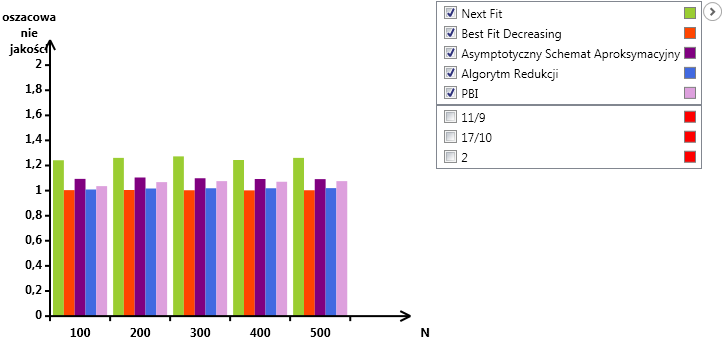 oszacowa
nie
jakości
2
1,8
1,6
1,4
1,2
1
0,8
0,6
0,4
0,2
0
100 200 300 400 500 N
Next Fit
Best Fit Decreasing
Asymptotyczny Schemat Aproksymacyjny
Algorytm Redukcji
PBI
11/9
17/10
2